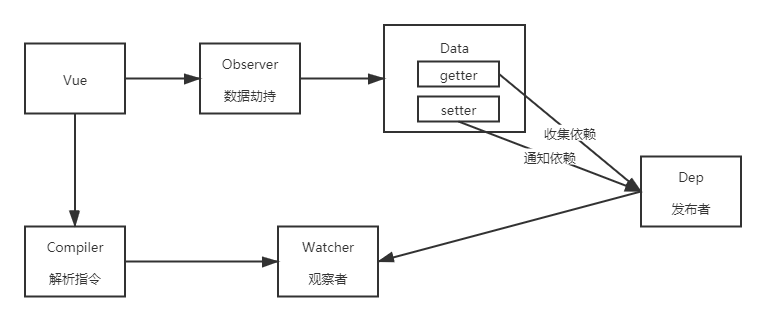 Vue
Observer
数据劫持
Data
getter
setter
收集依赖
通知依赖
Dep
发布者
Compiler
解析指令
Watcher
观察者